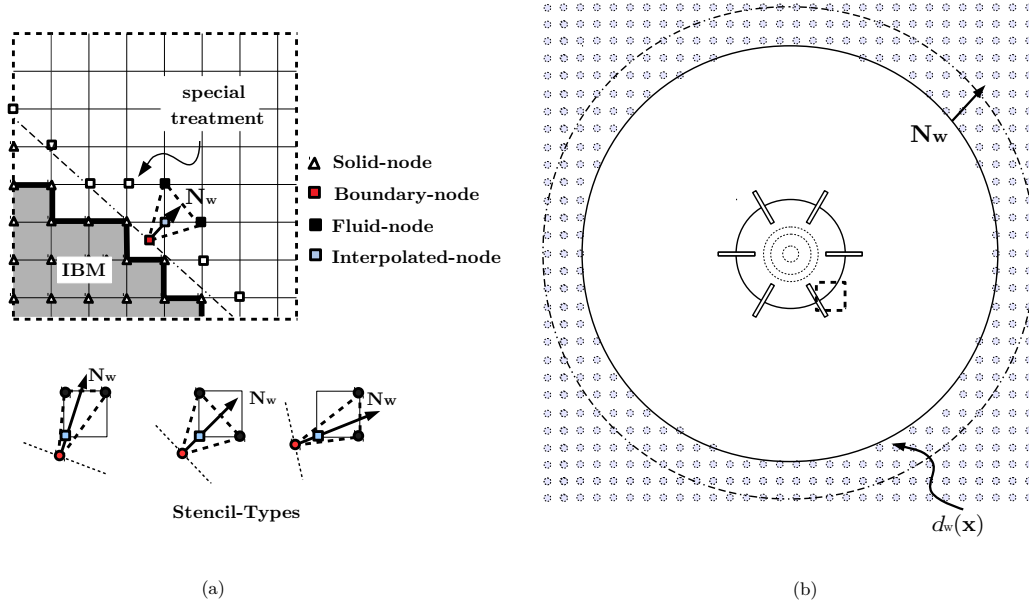 special
treatment
Nw
IBM
Solid-node
Boundary-node
Fluid-node
Interpolated-node
Nw
Nw
Nw
Stencil-Types
(a)
Nw
dw(x)
(b)